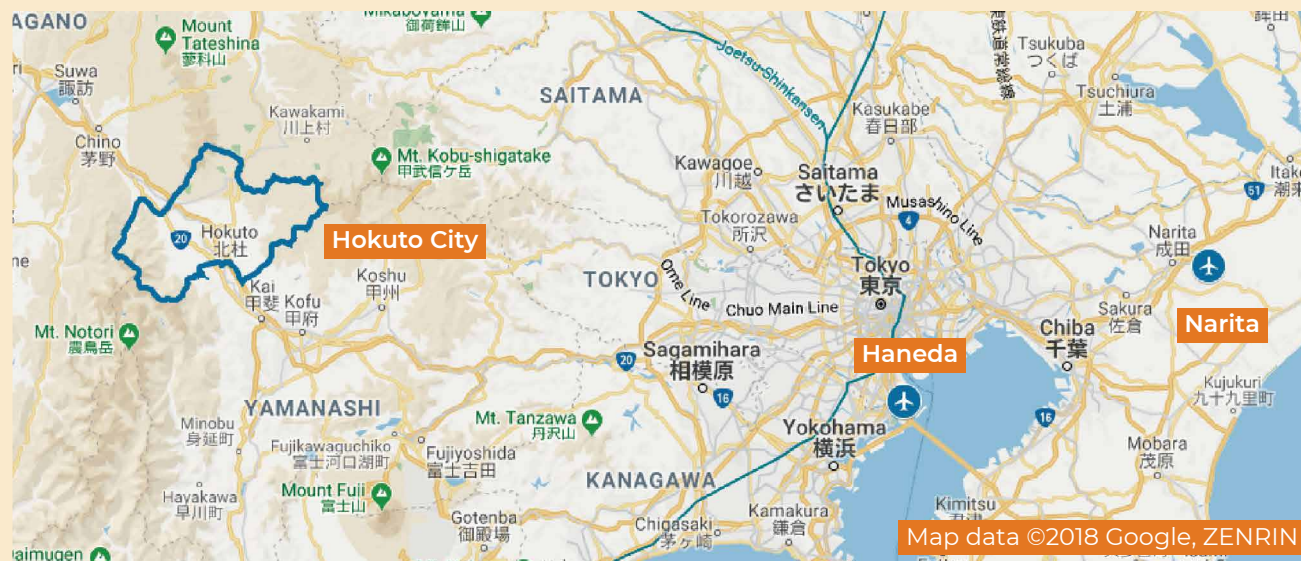 AGANO
Mount
Tateshina
蓼科山
御荷鉾山
Joetsu Shinkansen
Tsukuba
つくば
Suwa
諏訪
SAITAMA
Kasukabe
春日部
Tsuchiura
土浦
Kawakami
川上村
Chino
茅野
Mt. Kobu-shigatake
甲武信ケ岳
Kawagoe
川越
Saitama
さいたま
Itak
潮来
51
Musashino Line
4
Tokorozawa
所沢
20
Hokuto
北杜
Hokuto City
Narita
成田
Koshu
甲州
TOKYO
Ome Line
Tokyo
東京
Kai
甲斐
Kofu
甲府
Chuo Main Line
Sakura
佐倉
Mt. Notori
農鳥岳
Chiba
千葉
Narita
20
Sagamihara
相模原
Haneda
16
Kujukuri
九十九里町
16
YAMANASHI
Mt. Tanzawa
丹沢山
Minobu
身延町
Yokohama
横浜
Mobara
茂原
Fujikawaguchiko
富士河口湖町
Fujiyoshida
富士吉田
KANAGAWA
Mount Fuji
富士山
Hayakawa
早川町
Kimitsu
Kamakura
鎌倉
Gotenba
御殿場
Chigasaki
茅ヶ崎
Map data ©2018 Google, ZENRIN
Daimugen